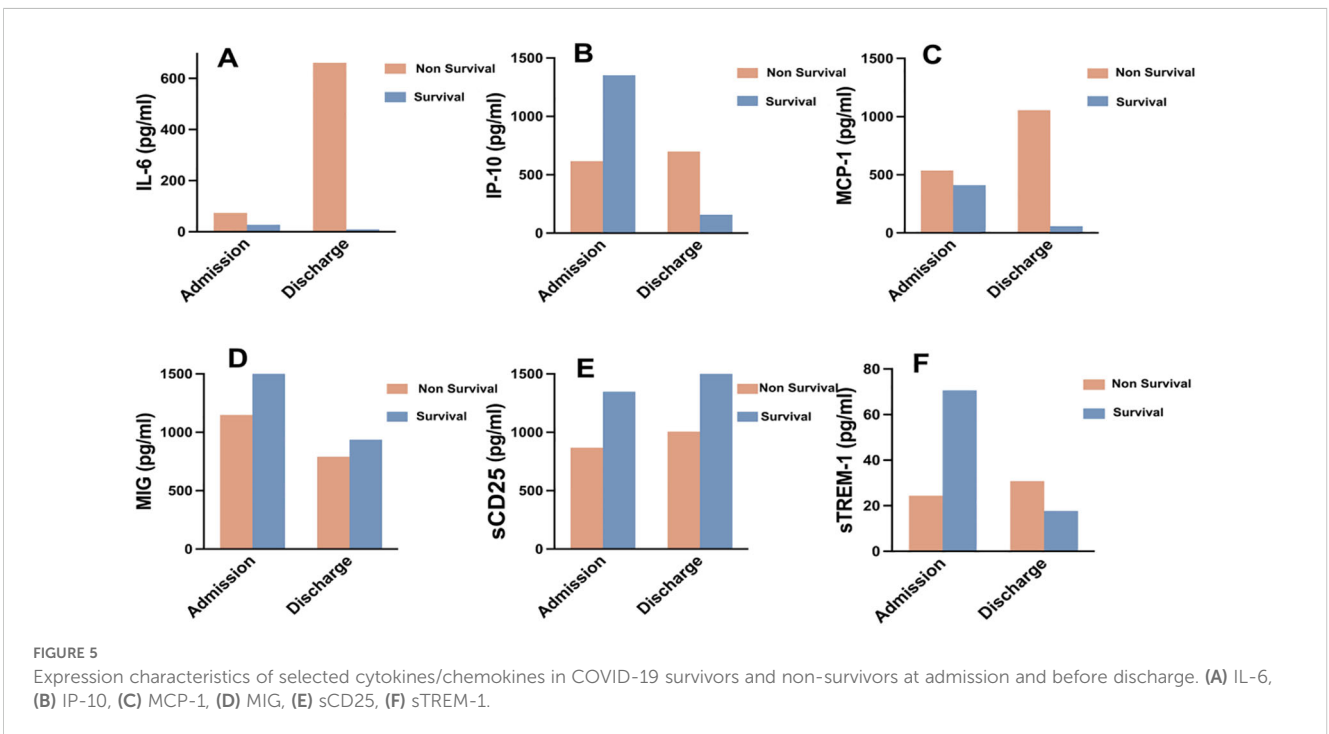 A
IL-6 (pg/ml)
600
400
200
0
Admission
Discharge
Non Survival
Survival
B
IP-10 (pg/ml)
1500
1000
500
0
Admission
Discharge
Non Survival
Survival
C
MCP-1 (pg/ml)
1500
1000
500
0
Admission
Discharge
Non Survival
Survival
D
MIG (pg/ml)
1500
1000
500
0
Admission
Discharge
Non Survival
Survival
E
sCD25 (pg/ml)
1500
1000
500
0
Admission
Discharge
Non Survival
Survival
F
sTREM-1 (pg/ml)
80
60
40
20
0
Admission
Discharge
Non Survival
Survival
FIGURE 5
Expression characteristics of selected cytokines/chemokines in COVID-19 survivors and non-survivors at admission and before discharge. (A) IL-6,
(B) IP-10, (C) MCP-1, (D) MIG, (E) sCD25, (F) sTREM-1.